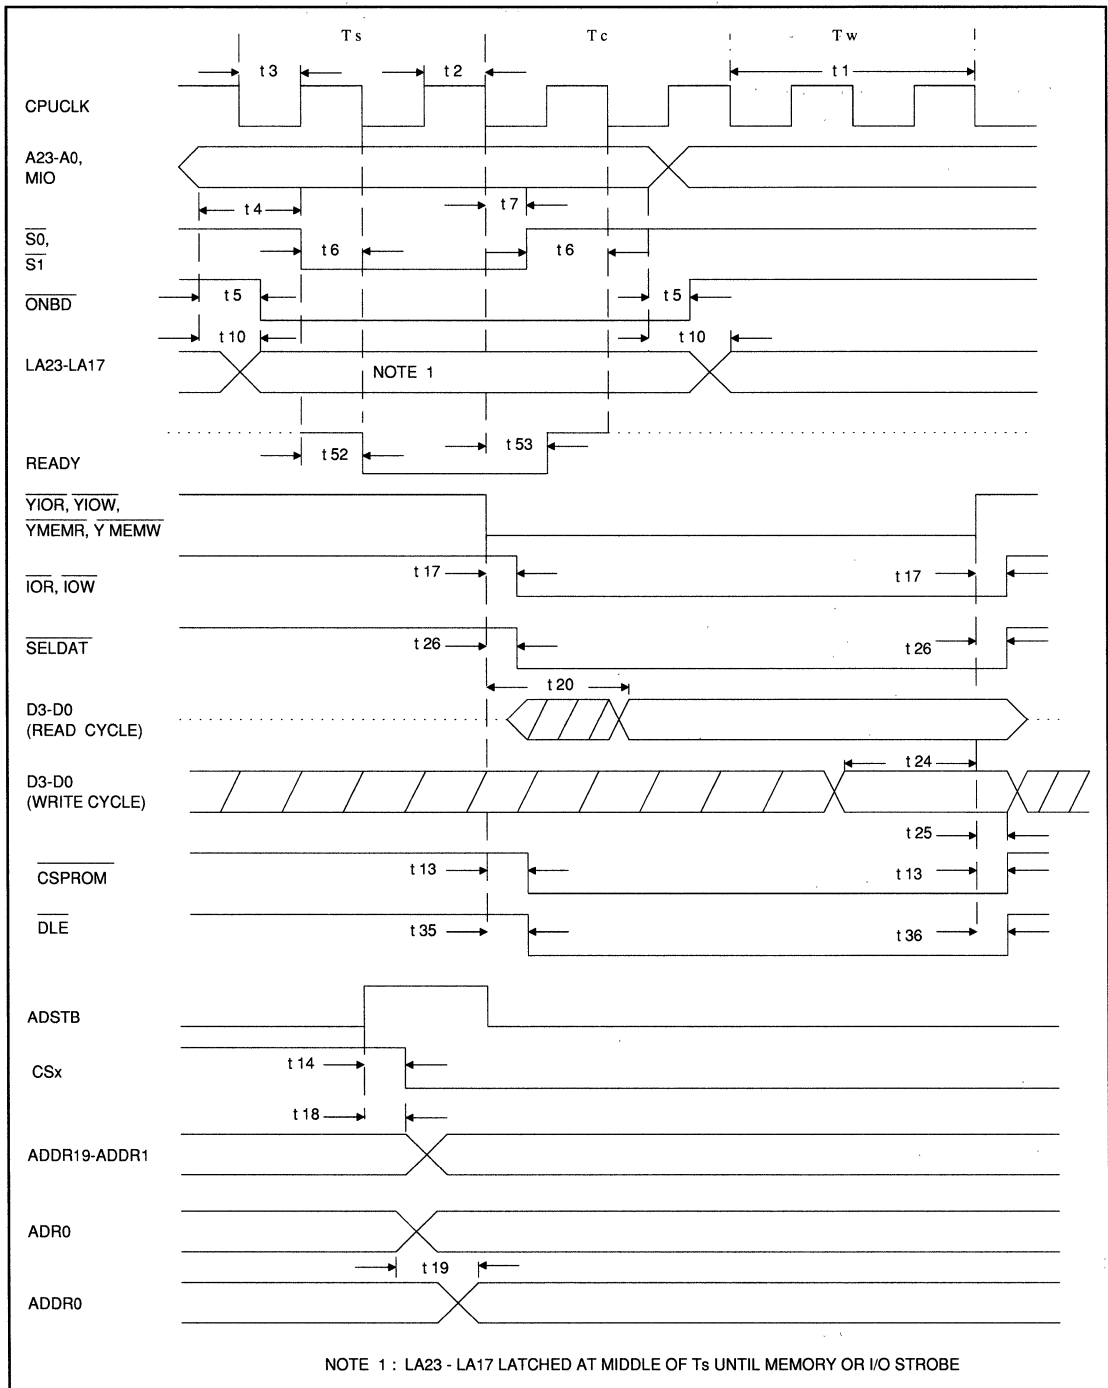 Ts Tc Tw
t3 t2 t1
CPUCLK
A23-A0,
MIO
t4 t7
S0,
S1
t6 t6
ONBD
t5 t5
t10 t10
LA23-LA17
NOTE 1
t52 t53
READY
YIOR, YIOW,
YMEMR, Y MEMW
t17 t17
IOR, IOW
SELDAT
t26 t26
t20
D3-D0
(READ CYCLE)
t24
D3-D0
(WRITE CYCLE)
t25
t13 t13
CSPROM
DLE
t35 t36
ADSTB
t14
CSx
t18
ADDR19-ADDR1
ADR0
t19
ADDR0
NOTE 1 : LA23 - LA17 LATCHED AT MIDDLE OF Ts UNTIL MEMORY OR I/O STROBE